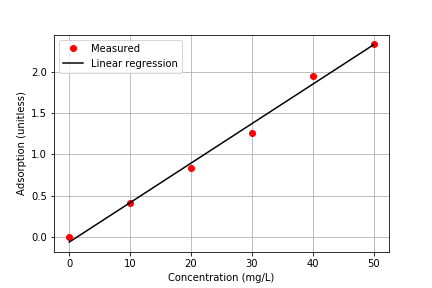 Measured
Linear regression
2.0
1.5
1.0
0.5
0.0
Adsorption (unitless)
0 10 20 30 40 50
Concentration (mg/L)